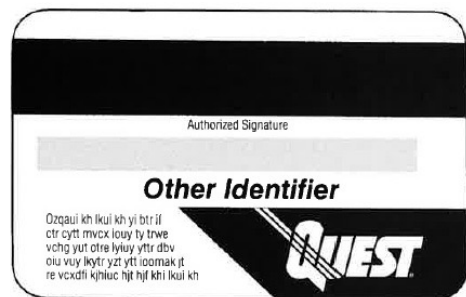 Authorized Signature
Other Identifier
Ozqaui kh lkui kh yi btr if
ctr cytt mvcx iouy ty trwe
vchg yut otre lyiuy yttr dbv
oiu vuy lkytr yzt ytt ioomak jt
re vcxdfi kjhiuc hjt hjf khi lkui kh
QUEST